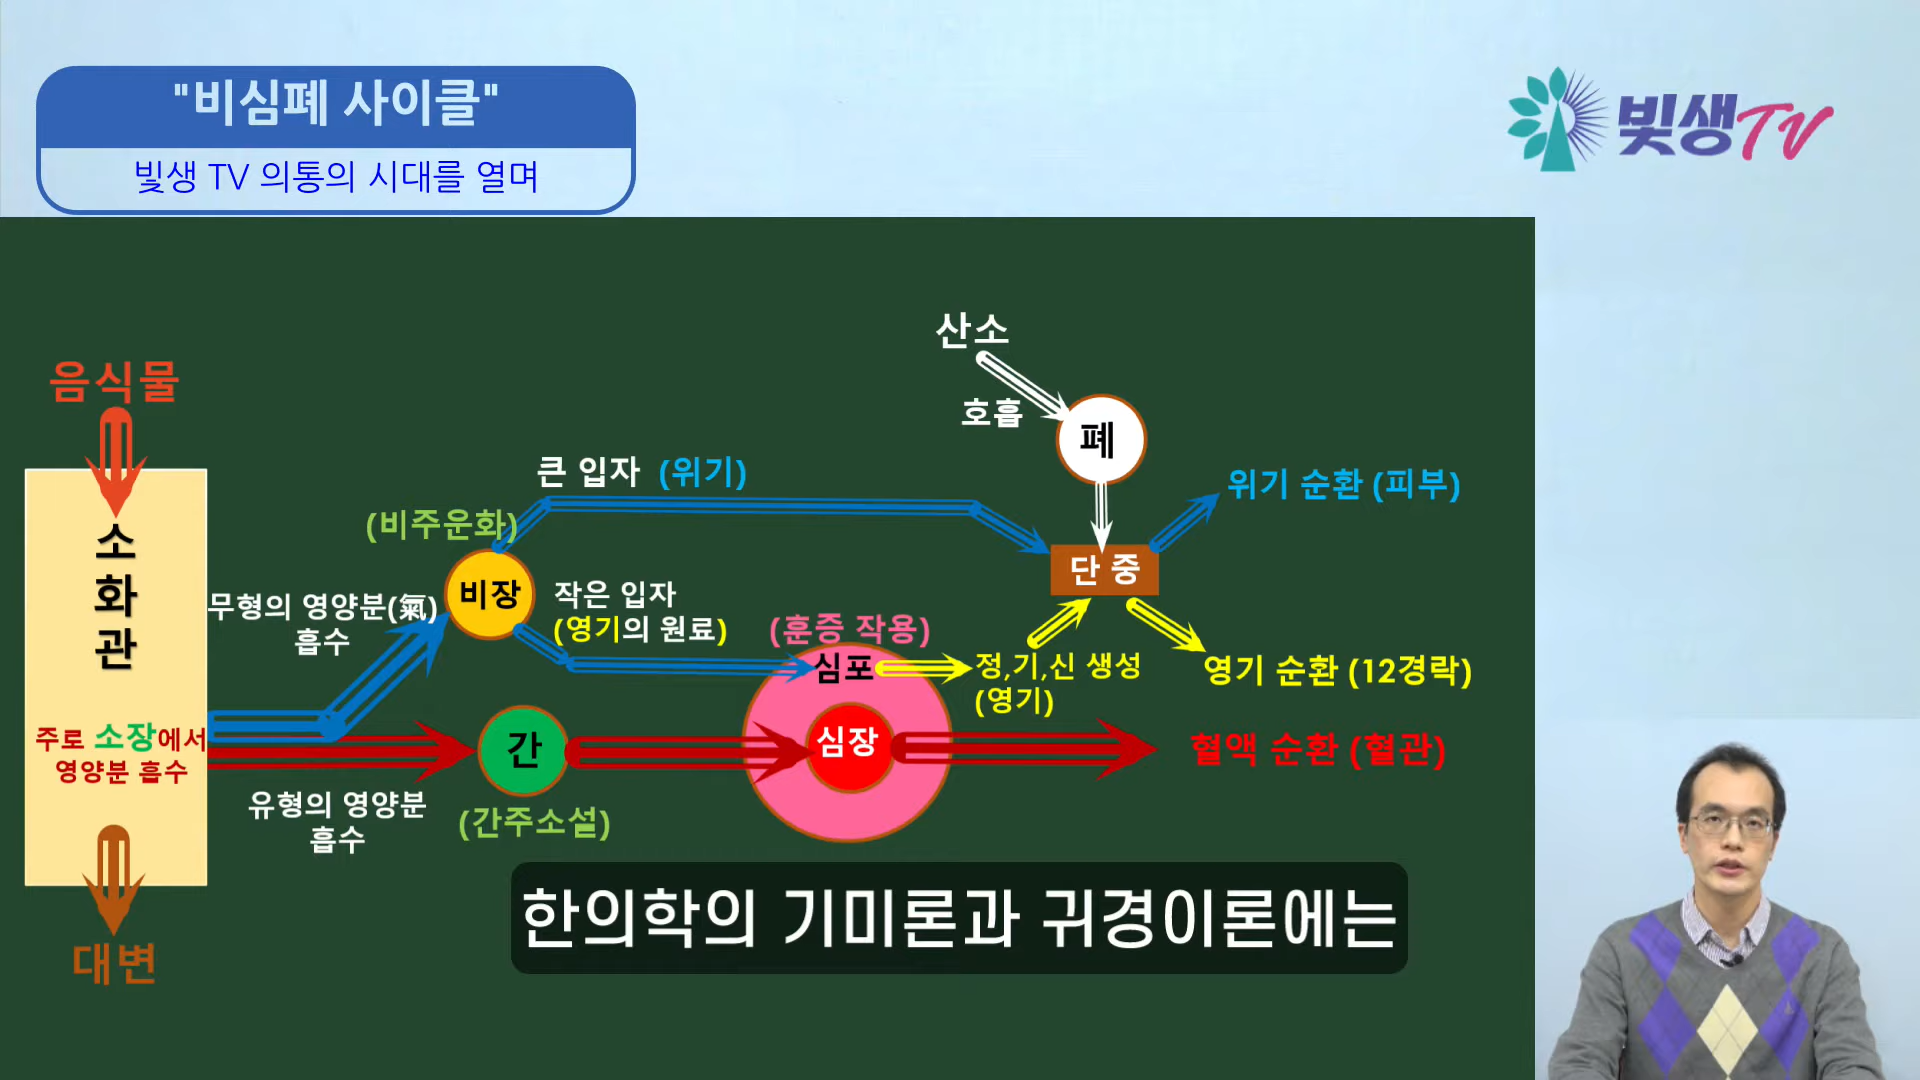 "비심폐 사이클"
빛생 TV 의통의 시대를 열며
빛생TV
산소
호흡
폐
음식물
소
화
관
주로 소장에서
영양분 흡수
대변
큰 입자 (위기)
(비주운화)
비장
무형의 영양분(氣)
흡수
작은 입자
(영기의 원료)
(훈증 작용)
심포
심장
정,기,신 생성
(영기)
단 중
위기 순환 (피부)
영기 순환 (12경락)
혈액 순환 (혈관)
간
(간주소설)
유형의 영양분
흡수
한의학의 기미론과 귀경이론에는